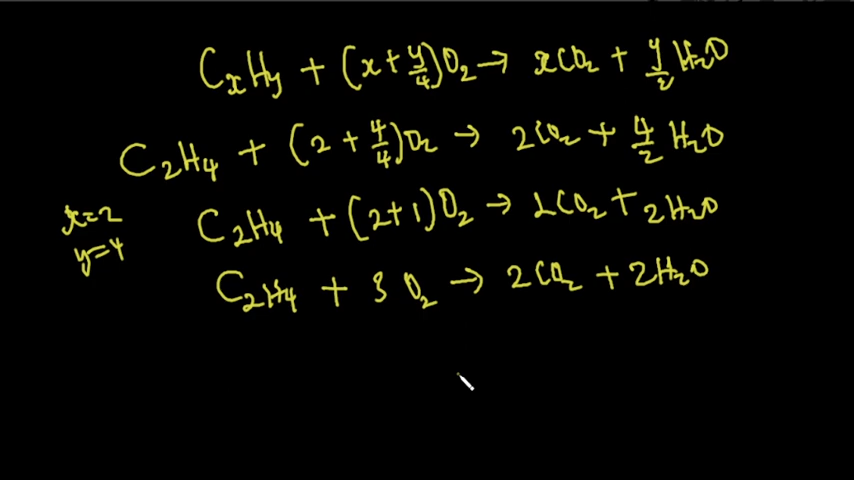 CxHy + (x + y/4)O2 → xCO2 + y/2 H2O
C2H4 + (2 + 4/4)O2 → 2CO2 + 4/2 H2O
x=2
y=4
C2H4 + (2+1)O2 → 2CO2 + 2H2O
C2H4 + 3 O2 → 2CO2 + 2H2O